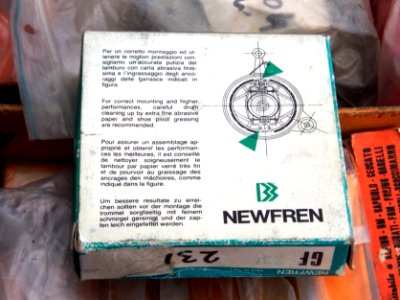 Per un corretto montaggio ed ot-
tenere le migliori prestazioni con-
sigliamo un'accurata pulizia del
tamburo con carta abrasiva finis-
sima e l'ingrassaggio degli anco-
raggi delle ganasce indicati in
figura.
For correct mounting and higher
performances, careful drum
cleaning up by extra fine abrasive
paper and shoe pivot greasing
are recommended.
Pour assurer un assemblage ap-
proprié et obtenir les performan-
ces les meilleures, il est conseillé
de nettoyer soigneusement le
tambour par papier verré très fin
et de pourvoir au graissage des
ancrages des mâchoires, comme
indiqué dans la figure.
Um bessere resultate zu errei-
chen sollten vor der montage die
trommel sorgfaeltig mit feinem
schmirgel gereinigt und der zap-
fen leich eingefettet werden.
NEWFREN
GF
231
NEWFREN